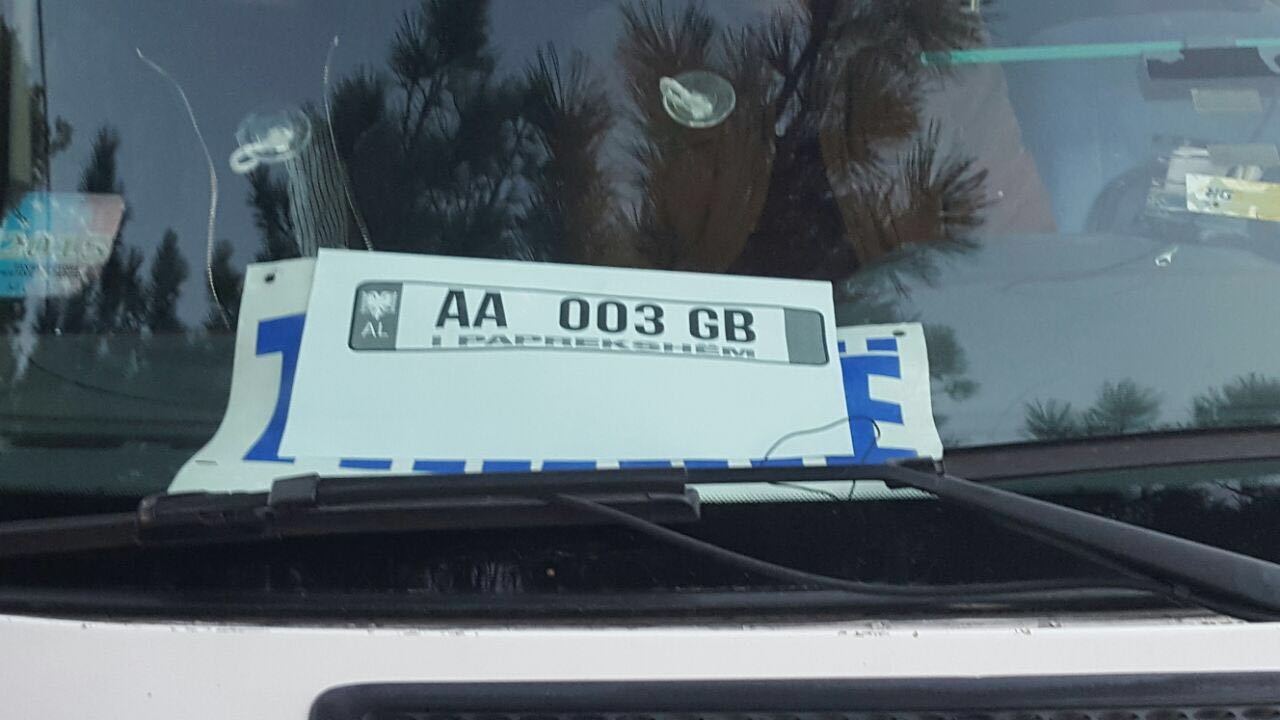 AL AA 003 GB
I PAPREKSHËM